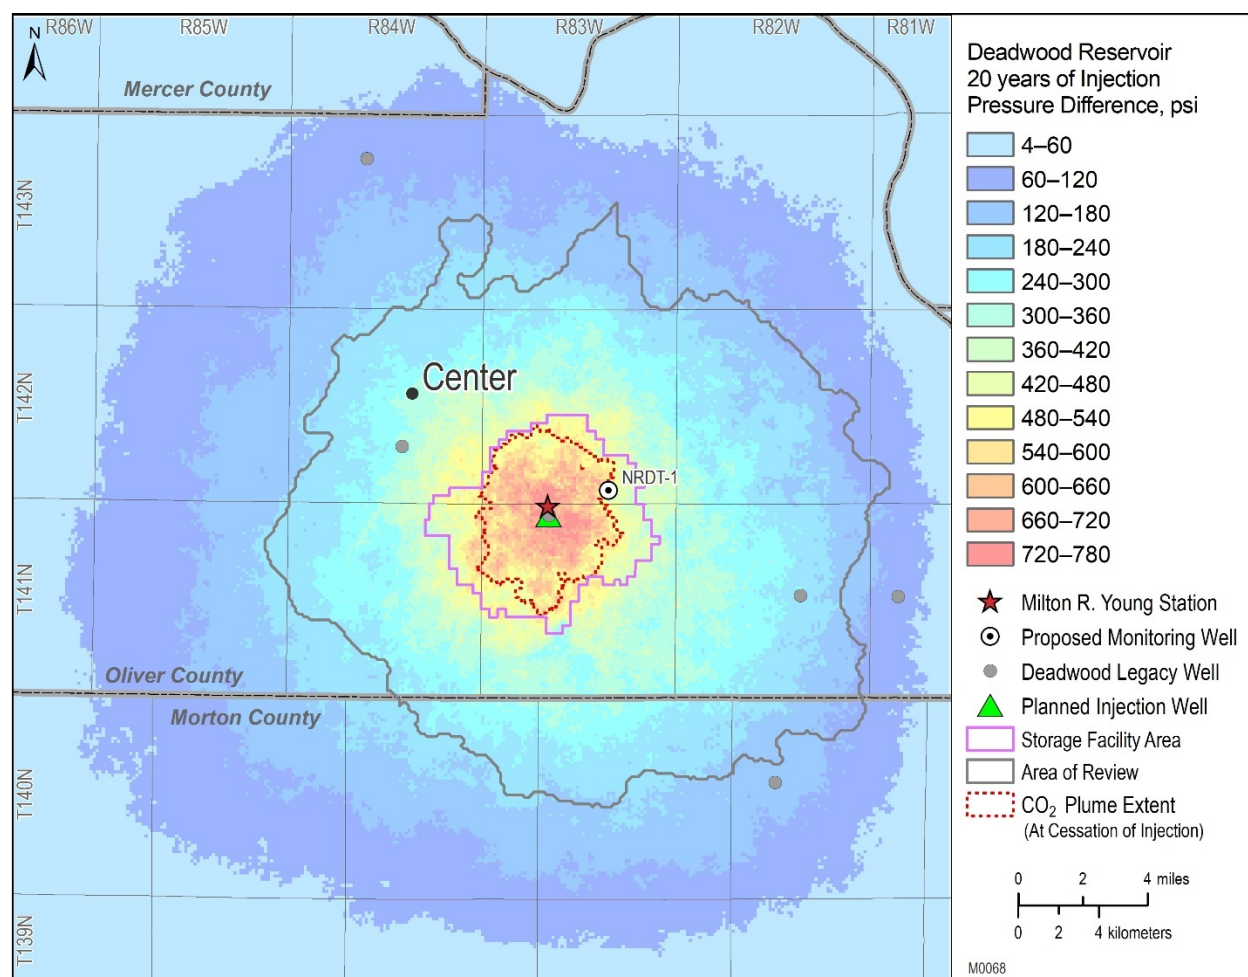 N
R86W
R85W
R84W
R83W
R82W
R81W
Mercer County
T143N
T142N
Center
NRDT-1
T141N
Oliver County
Morton County
T140N
T139N
Deadwood Reservoir
20 years of Injection
Pressure Difference, psi
4–60
60–120
120–180
180–240
240–300
300–360
360–420
420–480
480–540
540–600
600–660
660–720
720–780
Milton R. Young Station
Proposed Monitoring Well
Deadwood Legacy Well
Planned Injection Well
Storage Facility Area
Area of Review
CO₂ Plume Extent
(At Cessation of Injection)
0 2 4 miles
0 2 4 kilometers
M0068